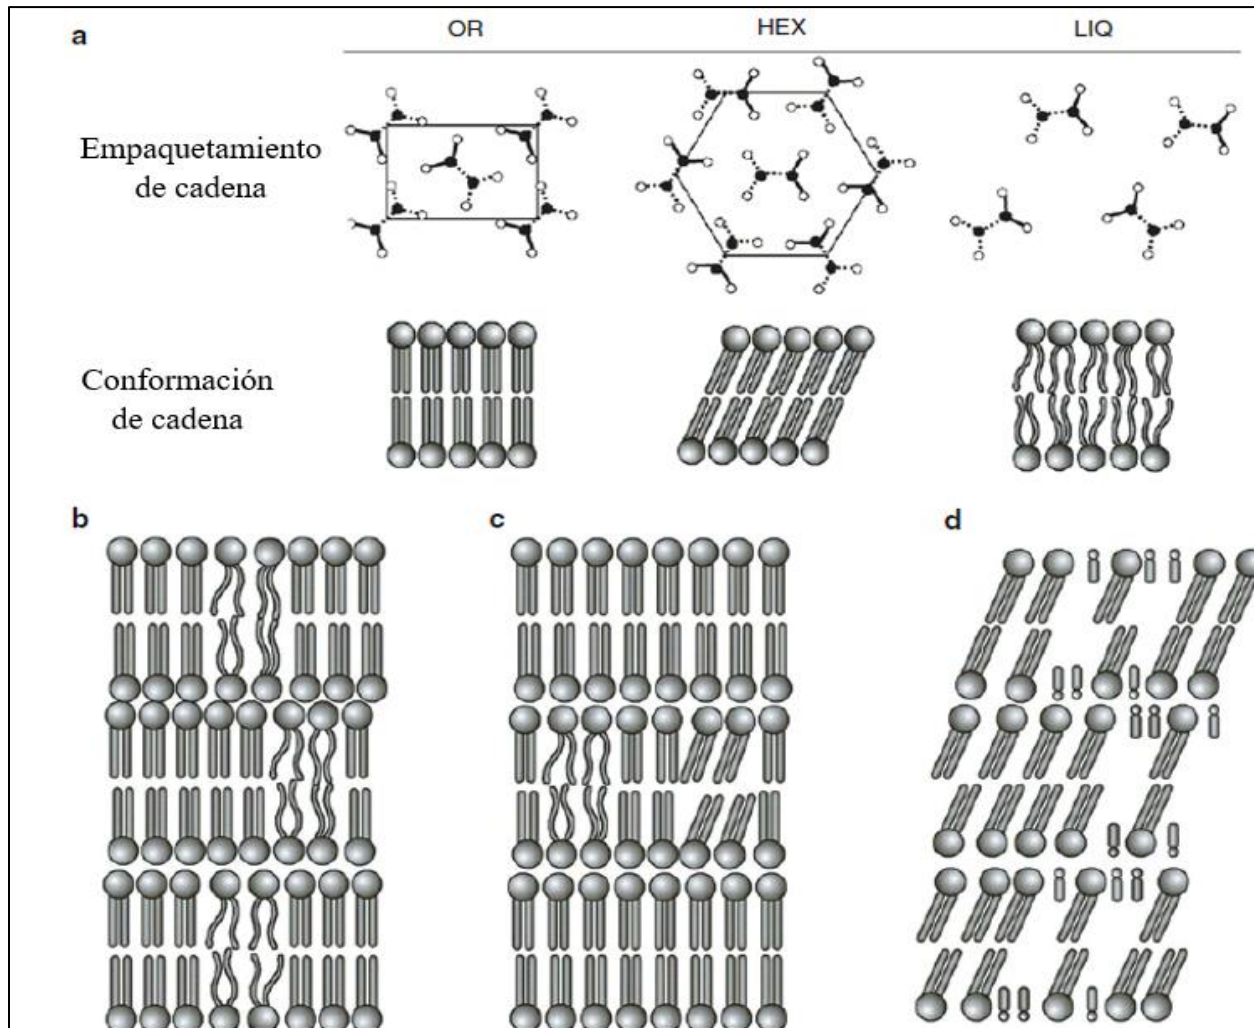 a
OR HEX LIQ
Empaquetamiento
de cadena
Conformación
de cadena
b c d